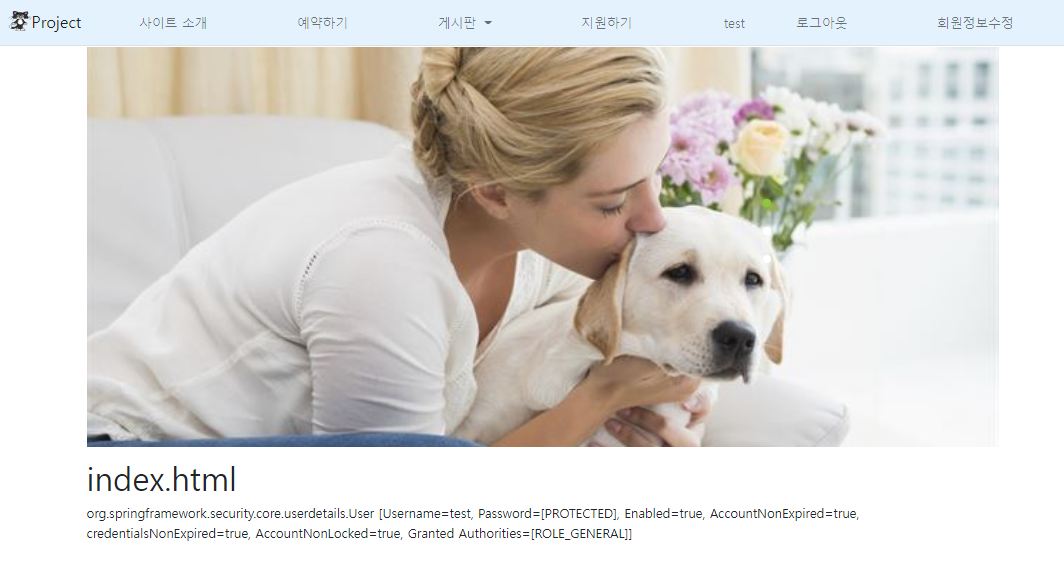 Project 사이트 소개 예약하기 게시판 지원하기 test 로그아웃 회원정보수정
index.html
org.springframework.security.core.userdetails.User [Username=test, Password=[PROTECTED], Enabled=true, AccountNonExpired=true,
credentialsNonExpired=true, AccountNonLocked=true, Granted Authorities=[ROLE_GENERAL]]